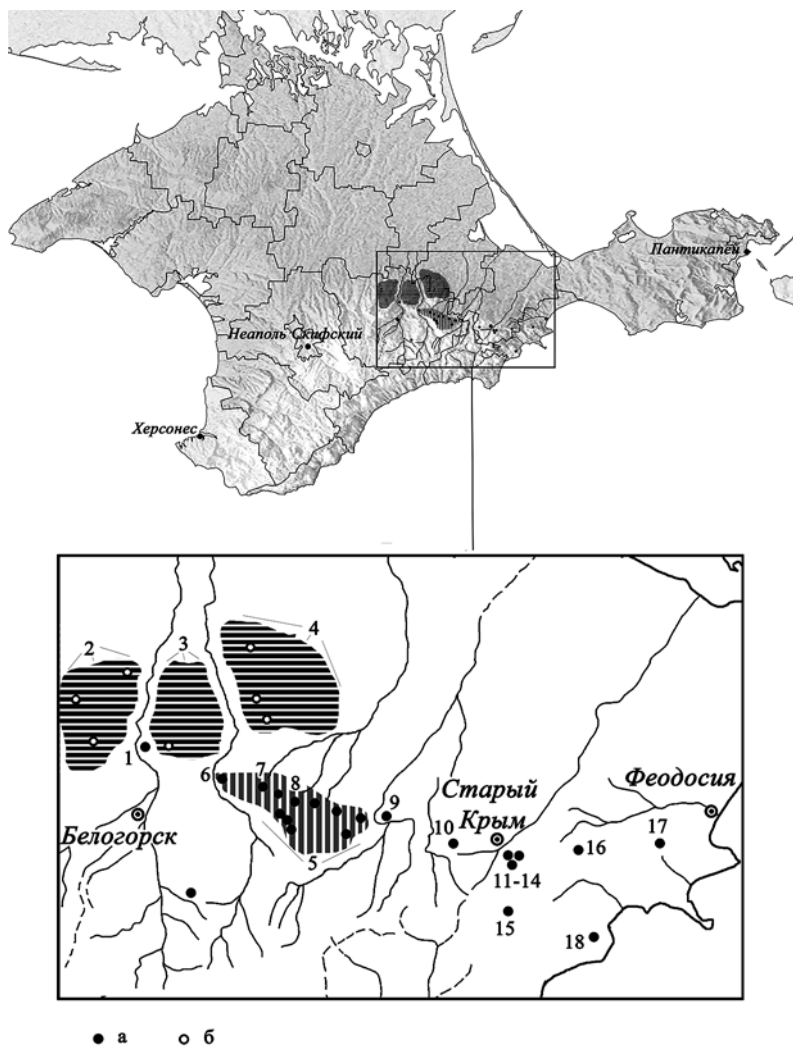 Пантикапей
Неаполь Скифский
Херсонес
4
2
3
1
6
7
8
9
Старый
Крым
Феодосия
Белогорск
10
16
17
5
11-14
15
18
а
б